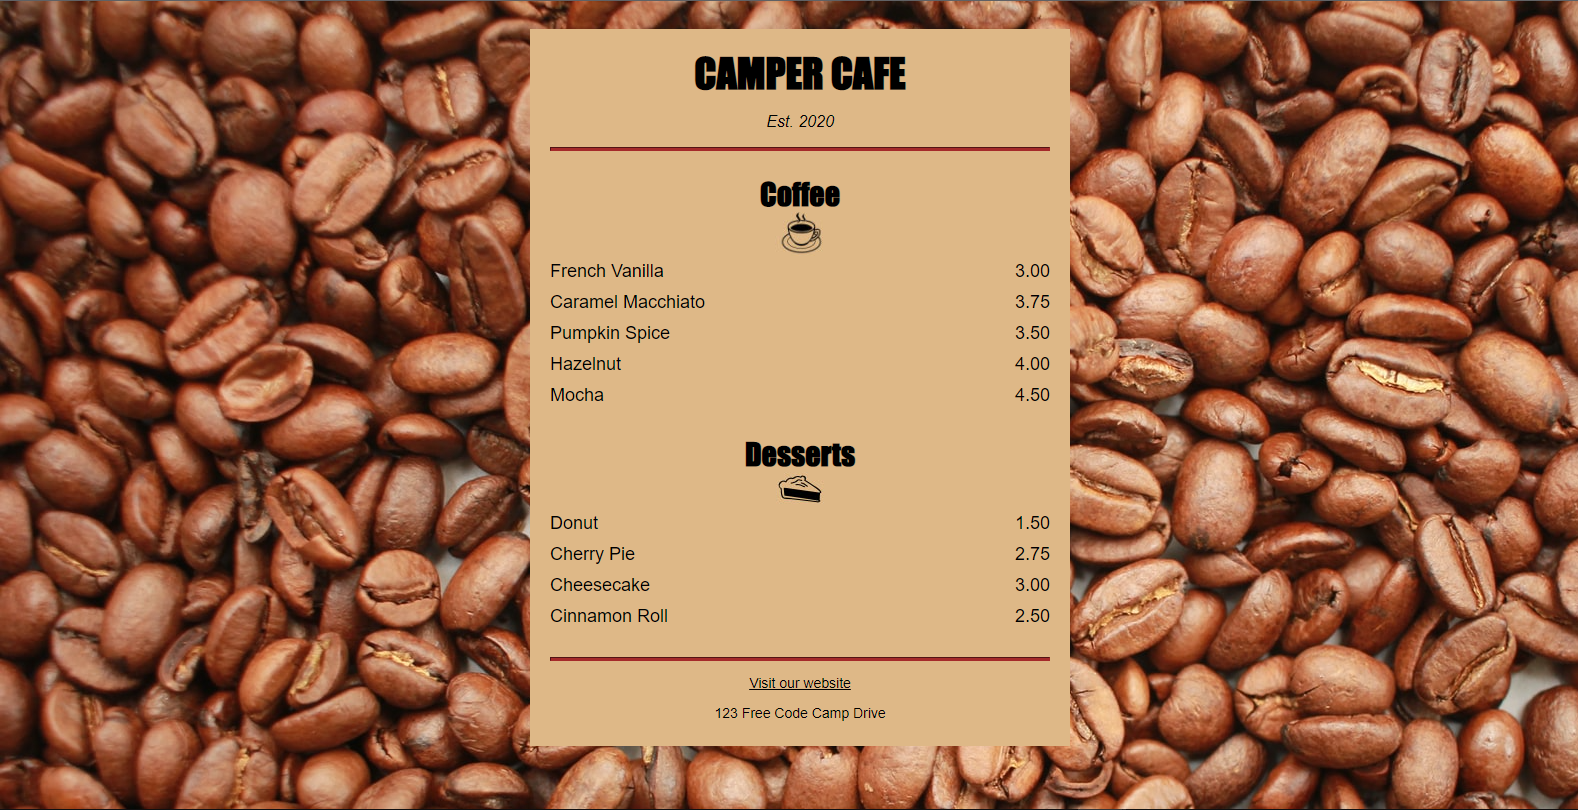 CAMPER CAFE
Est. 2020
Coffee
French Vanilla 3.00
Caramel Macchiato 3.75
Pumpkin Spice 3.50
Hazelnut 4.00
Mocha 4.50
Desserts
Donut 1.50
Cherry Pie 2.75
Cheesecake 3.00
Cinnamon Roll 2.50
Visit our website
123 Free Code Camp Drive